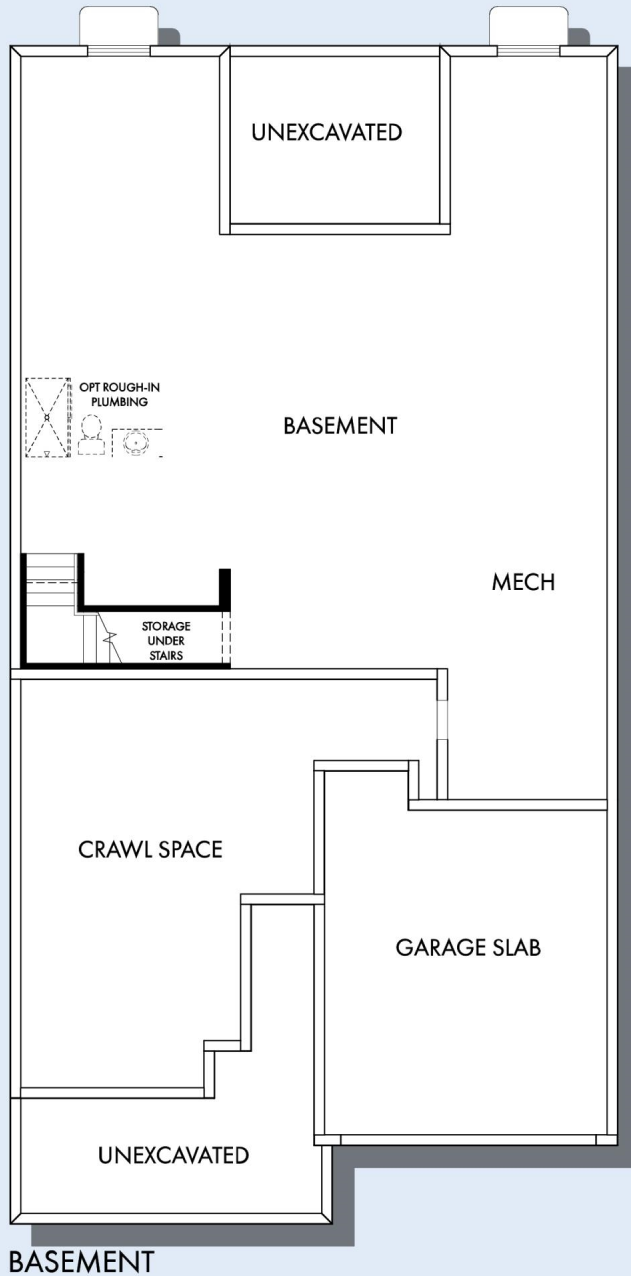 UNEXCAVATED
OPT ROUGH-IN
PLUMBING
BASEMENT
MECH
STORAGE
UNDER
STAIRS
CRAWL SPACE
GARAGE SLAB
UNEXCAVATED
BASEMENT